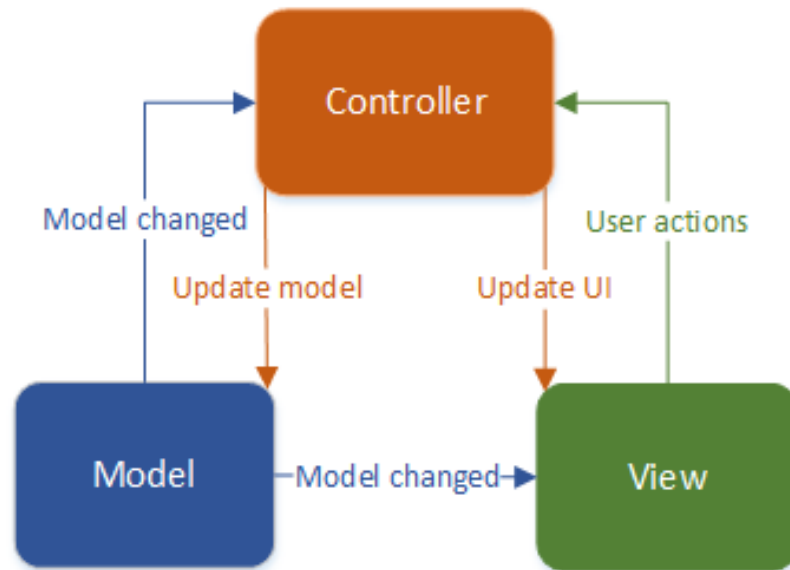 Controller
Model changed
User actions
Update model
Update UI
Model
Model changed
View